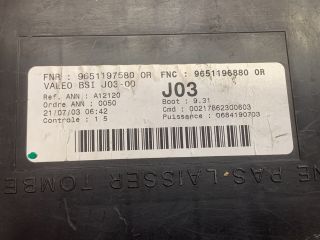 FNR : 9651197580 OR FNC : 9651196880 OR
VALEO BSI J03-00
Ref. ANN : A12120
Ordre ANN : 0050
21/07/03 06:42
Controle : 1 5
J03
Boot : 9.31
Cmd : 00217862300603
Puissance : 0684190703
NE PAS LAISSER TOMBE